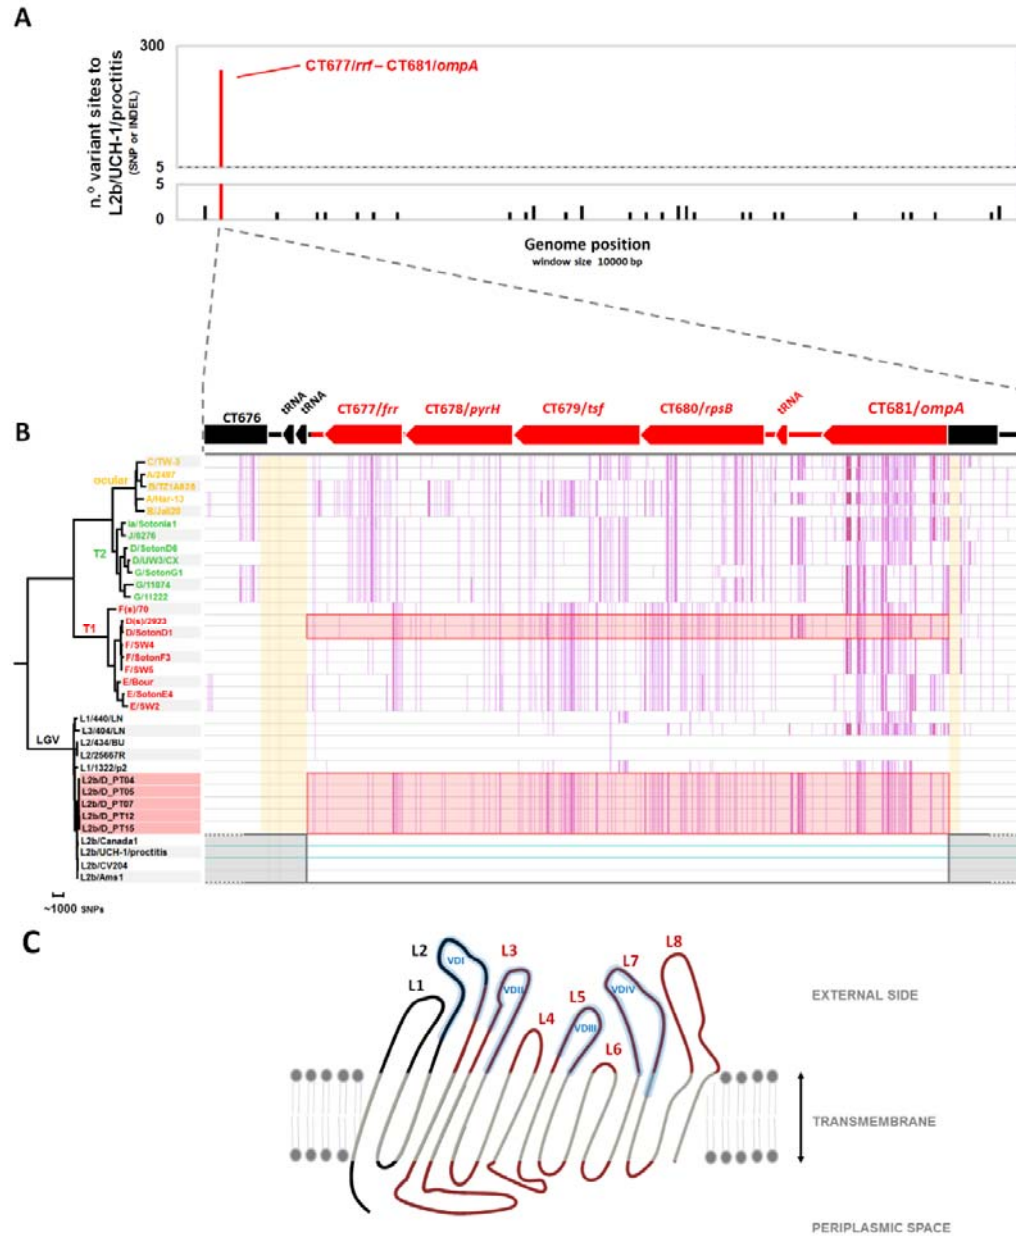 A
n.º variant sites to
L2b/UCH-1/proctitis
(SNP or INDEL)
300
5
5
0
CT677/rrf – CT681/ompA
Genome position
window size 10000 bp
B
CT676
tRNA
tRNA
CT677/frr
CT678/pyrH
CT679/tsf
CT680/rpsB
tRNA
CT681/ompA
ocular
T2
T1
LGV
C/TW-3
A/2497
B/TZ1A828
A/Har-13
B/Jali20
Ia/SotonIa1
J/6276
D/SotonD6
D/UW3/CX
G/SotonG1
G/11074
G/11222
F(s)/70
D(s)/2923
D/SotonD1
F/SW4
F/SotonF3
F/SW5
E/Bour
E/SotonE4
E/SW2
L1/440/LN
L3/404/LN
L2/434/BU
L2/25667R
L1/1322/p2
L2b/D_PT04
L2b/D_PT05
L2b/D_PT07
L2b/D_PT12
L2b/D_PT15
L2b/Canada1
L2b/UCH-1/proctitis
L2b/CV204
L2b/Ams1
~1000 SNPs
C
L1
L2
VDI
L3
VDII
L4
L5
VDIII
L6
L7
VDIV
L8
EXTERNAL SIDE
TRANSMEMBRANE
PERIPLASMIC SPACE